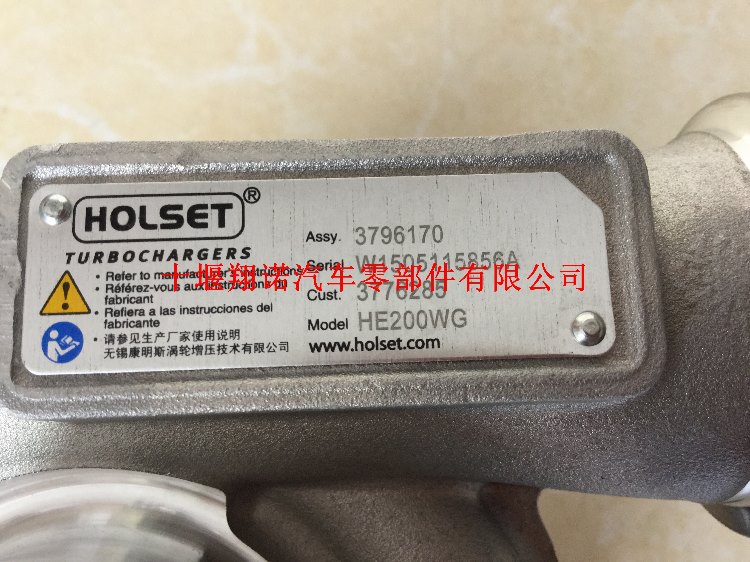 HOLSET®
TURBOCHARGERS
• Refer to manufacturer's instructions
• Référez-vous aux instructions du
fabricant
• Refiera a las instrucciones del
fabricante
• 请参见生产厂家使用说明
无锡康明斯涡轮增压技术有限公司
Assy. 3796170
Serial W1505115856A
Cust. 3776285
Model HE200WG
www.holset.com
堰翔诺汽车零部件有限公司